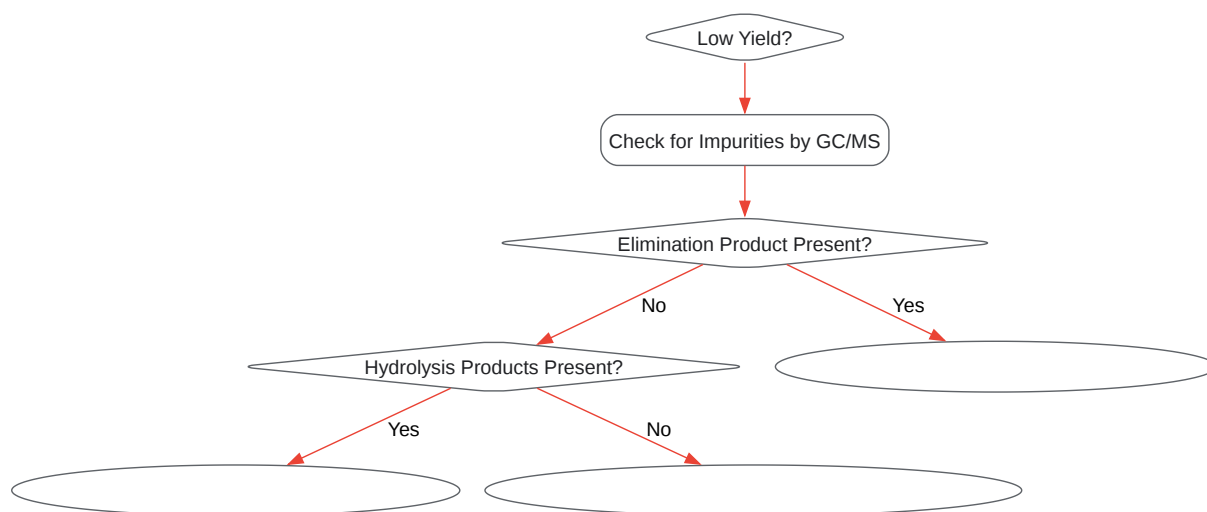 Low Yield?
Check for Impurities by GC/MS
Elimination Product Present?
No
Yes
Hydrolysis Products Present?
Yes
No